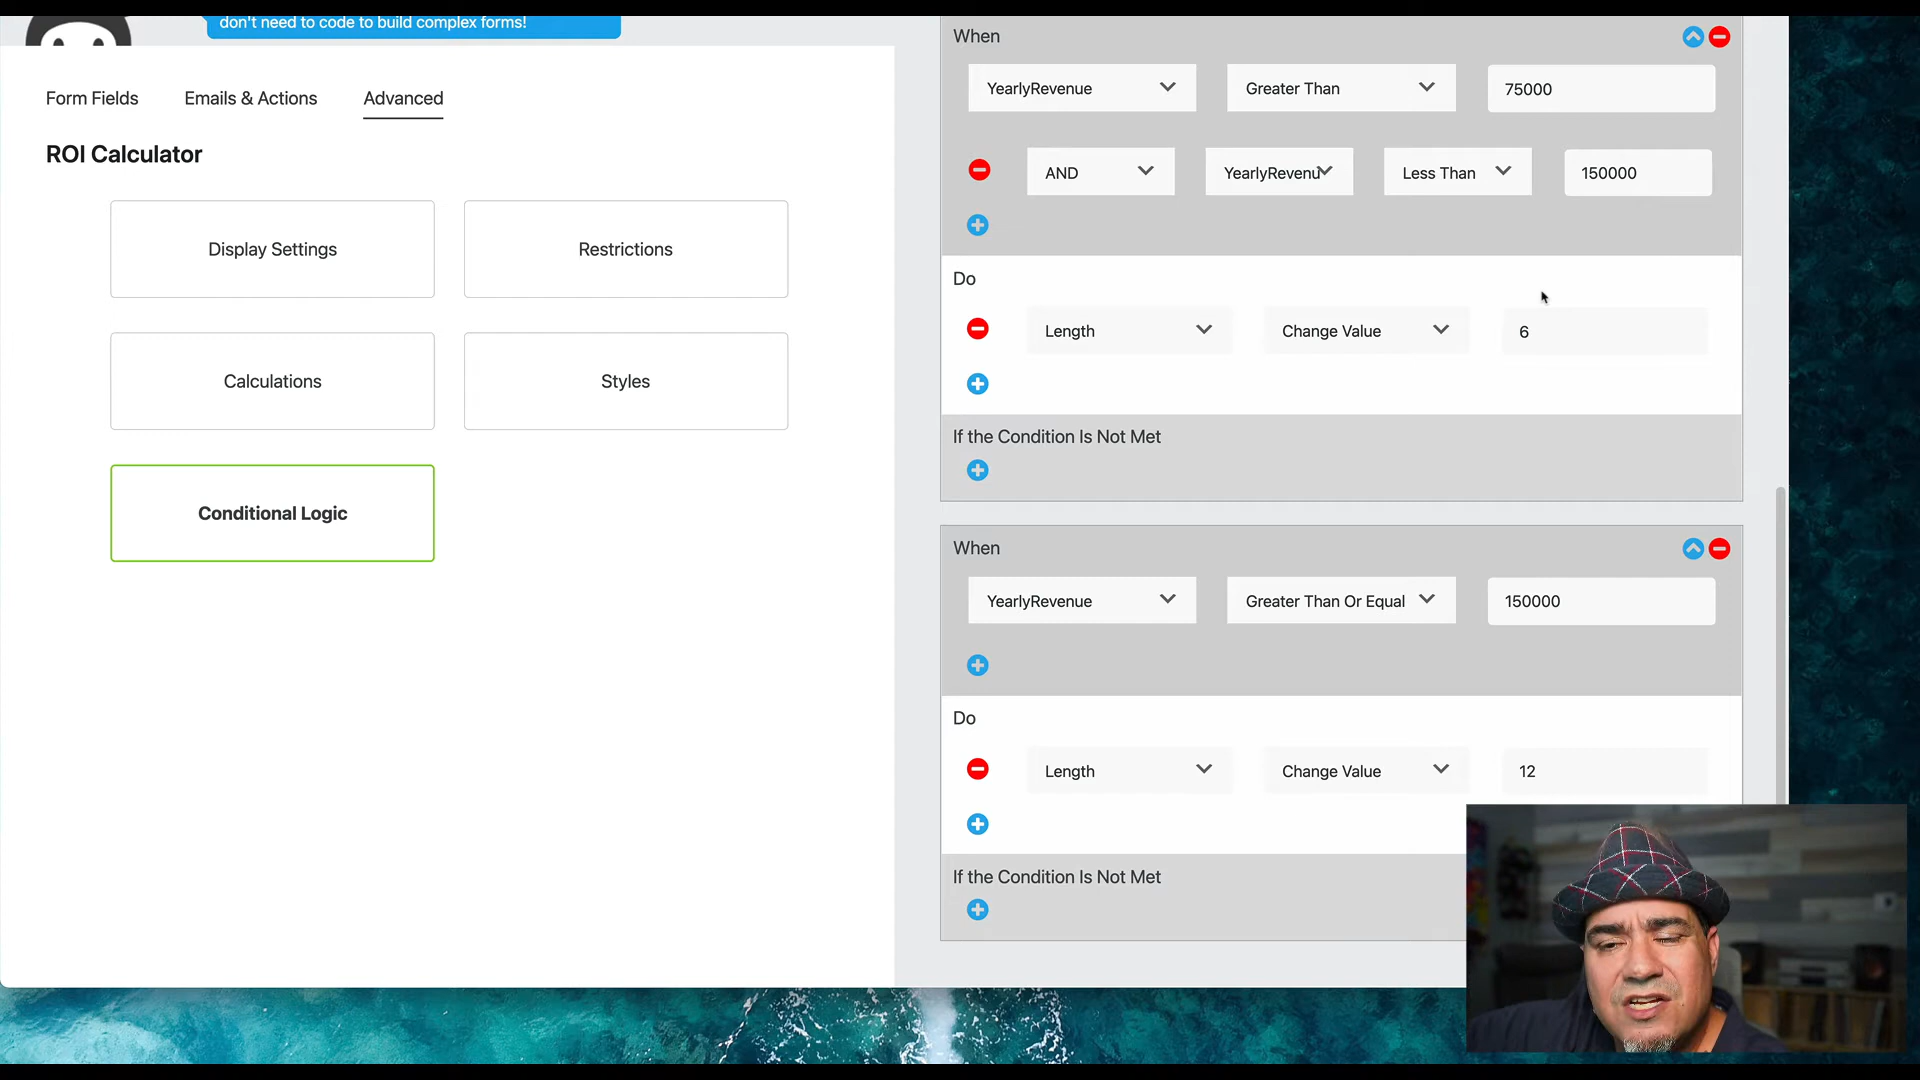 don't need to code to build complex forms!
Form Fields
Emails & Actions
Advanced
ROI Calculator
Display Settings
Restrictions
Calculations
Styles
Conditional Logic
When
YearlyRevenue
Greater Than
75000
AND
YearlyRevenu
Less Than
150000
Do
Length
Change Value
6
If the Condition Is Not Met
When
YearlyRevenue
Greater Than Or Equal
150000
Do
Length
Change Value
12
If the Condition Is Not Met